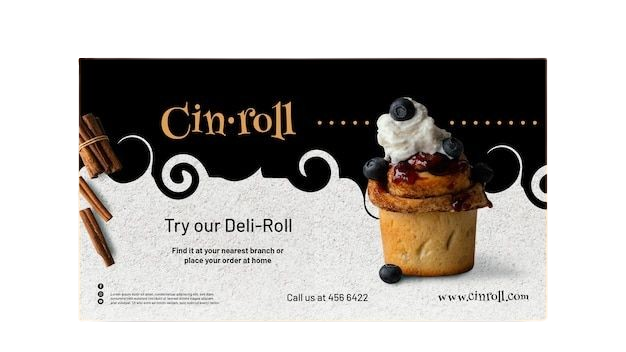 Cin•roll
Try our Deli-Roll
Find it at your nearest branch or
place your order at home
Call us at 456 6422
www.cinroll.com